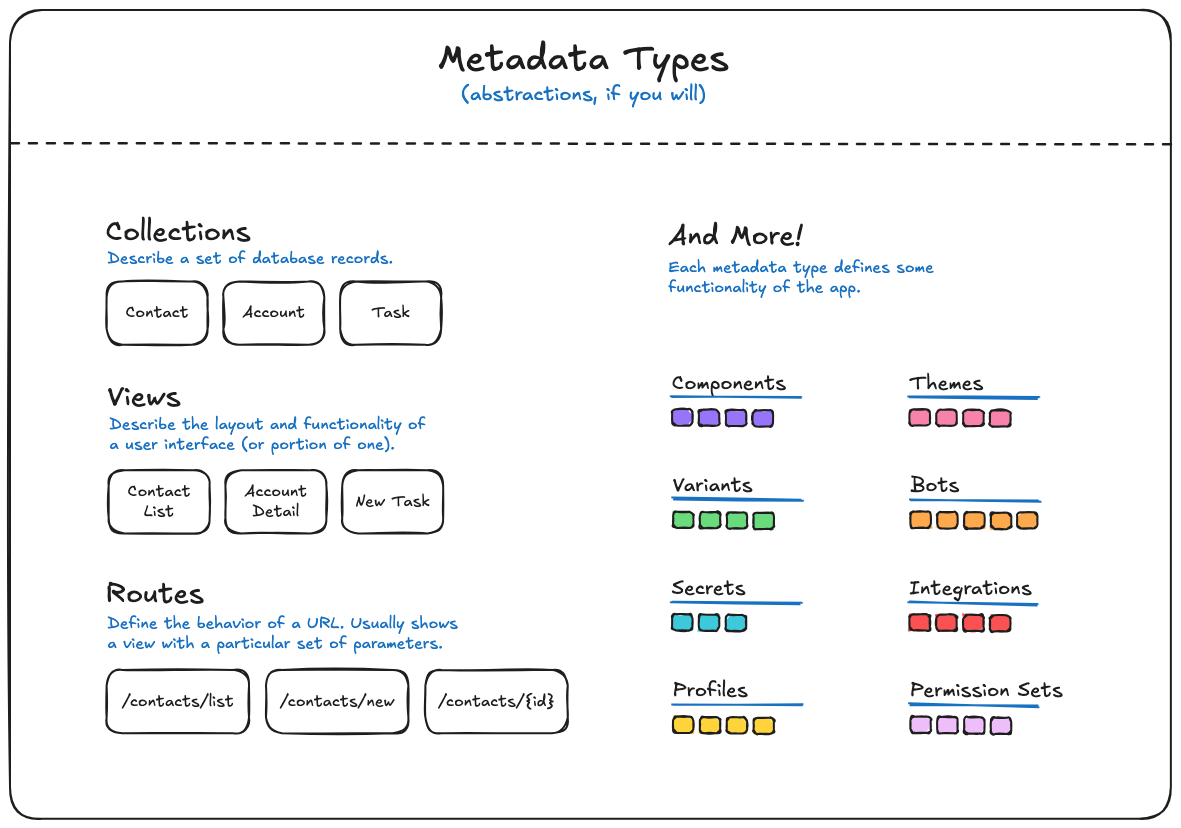 Metadata Types
(abstractions, if you will)
Collections
Describe a set of database records.
Contact
Account
Task
Views
Describe the layout and functionality of
a user interface (or portion of one).
Contact
List
Account
Detail
New Task
Routes
Define the behavior of a URL. Usually shows
a view with a particular set of parameters.
/contacts/list
/contacts/new
/contacts/{id}
And More!
Each metadata type defines some
functionality of the app.
Components
Themes
Variants
Bots
Secrets
Integrations
Profiles
Permission Sets